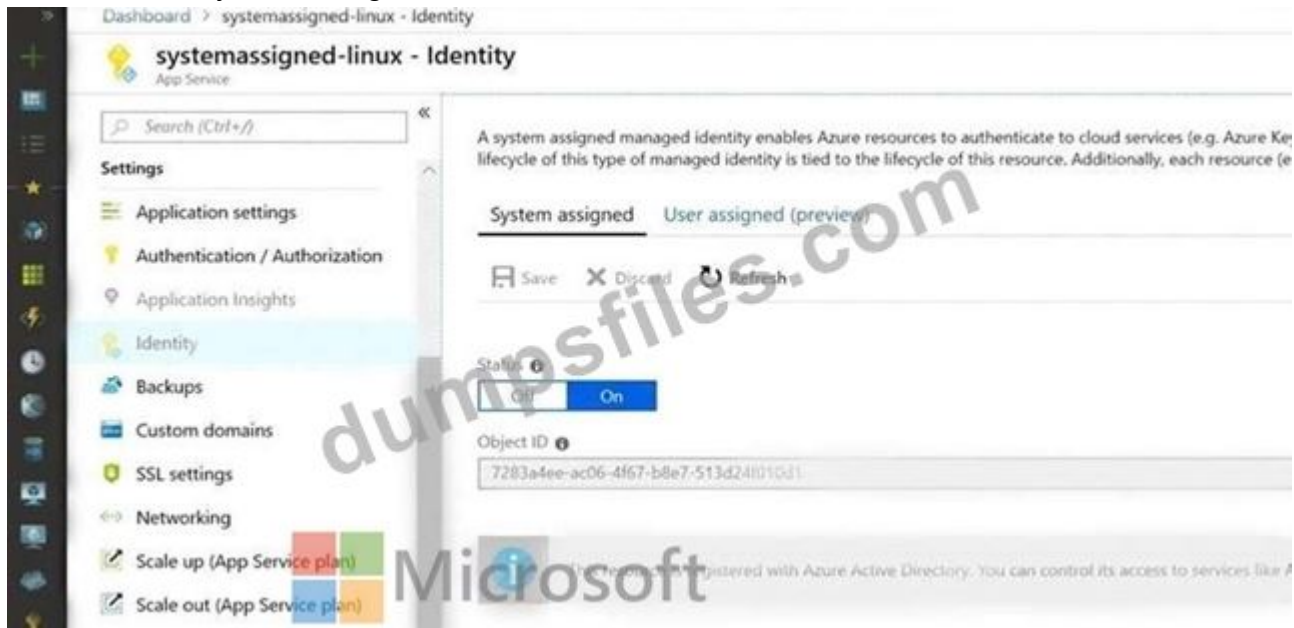 Dashboard > systemassigned-linux - Identity
systemassigned-linux - Identity
App Service
Search (Ctrl+/)
Settings
Application settings
Authentication / Authorization
Application Insights
Identity
Backups
Custom domains
SSL settings
Networking
Scale up (App Service plan)
Scale out (App Service plan)
A system assigned managed identity enables Azure resources to authenticate to cloud services (e.g. Azure Key
lifecycle of this type of managed identity is tied to the lifecycle of this resource. Additionally, each resource (e
System assigned User assigned (preview)
Save Discard Refresh
Status
Off On
Object ID
7283a4ee-ac06-4f67-b8e7-513d24f010d1
registered with Azure Active Directory. You can control its access to services like A
dumpsfiles.com
Microsoft